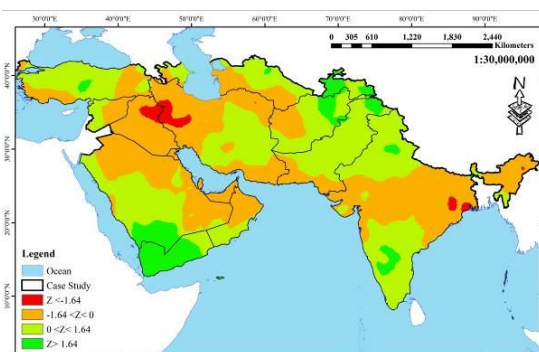 30°0'0"E 40°0'0"E 50°0'0"E 60°0'0"E 70°0'0"E 80°0'0"E 90°0'0"E
0 305 610 1,220 1,830 2,440
Kilometers
1:30,000,000
N
40°0'0"N
30°0'0"N
20°0'0"N
10°0'0"N
Legend
Ocean
Case Study
Z <-1.64
-1.64 <Z< 0
0 <Z< 1.64
Z> 1.64